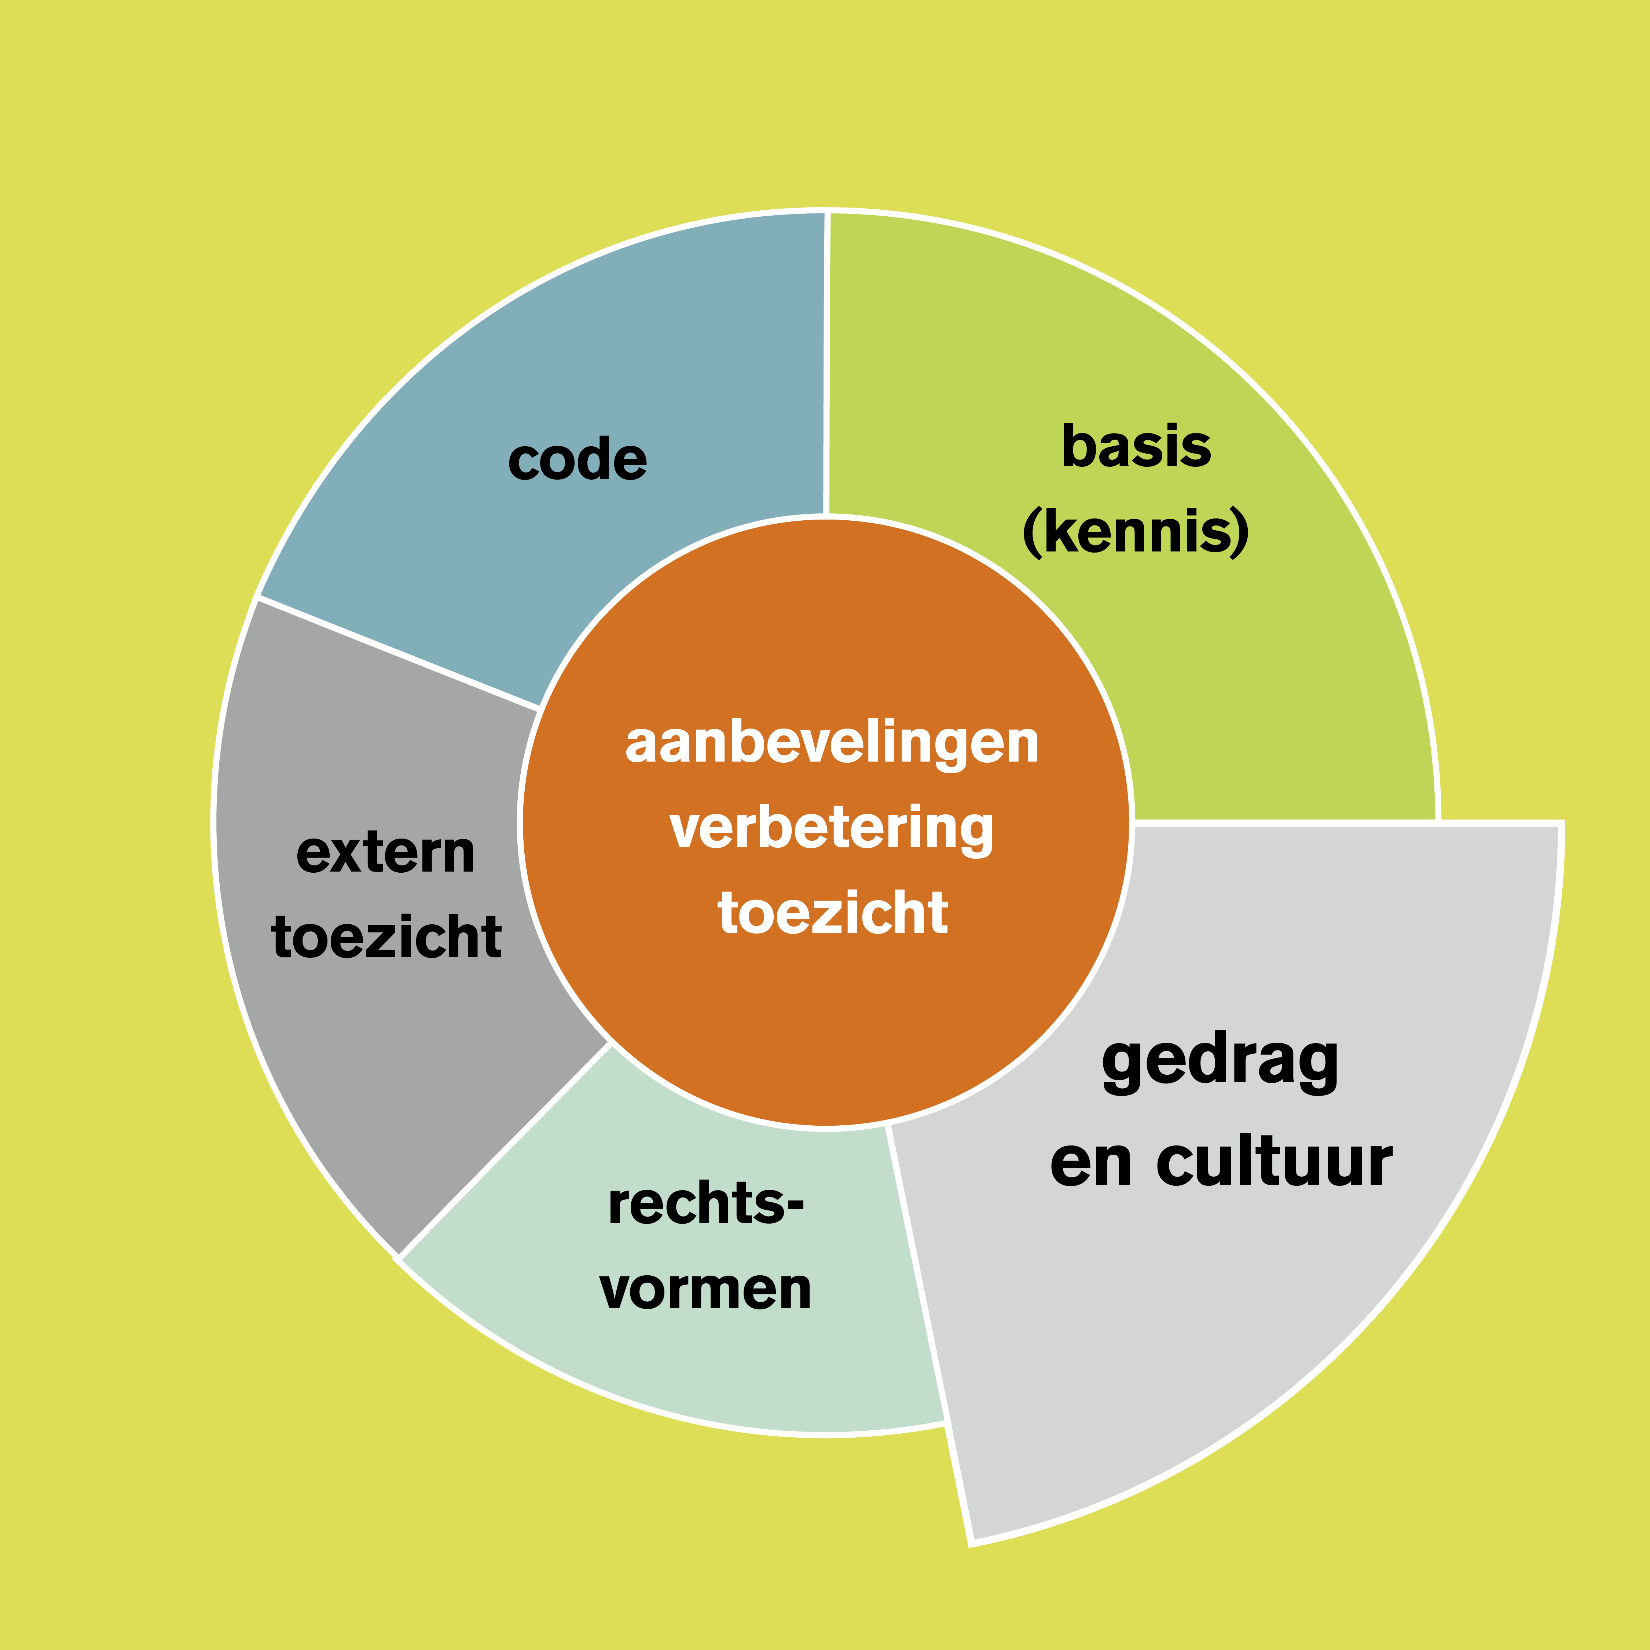 code
basis
(kennis)
aanbevelingen
verbetering
toezicht
extern
toezicht
gedrag
en cultuur
rechts-
vormen